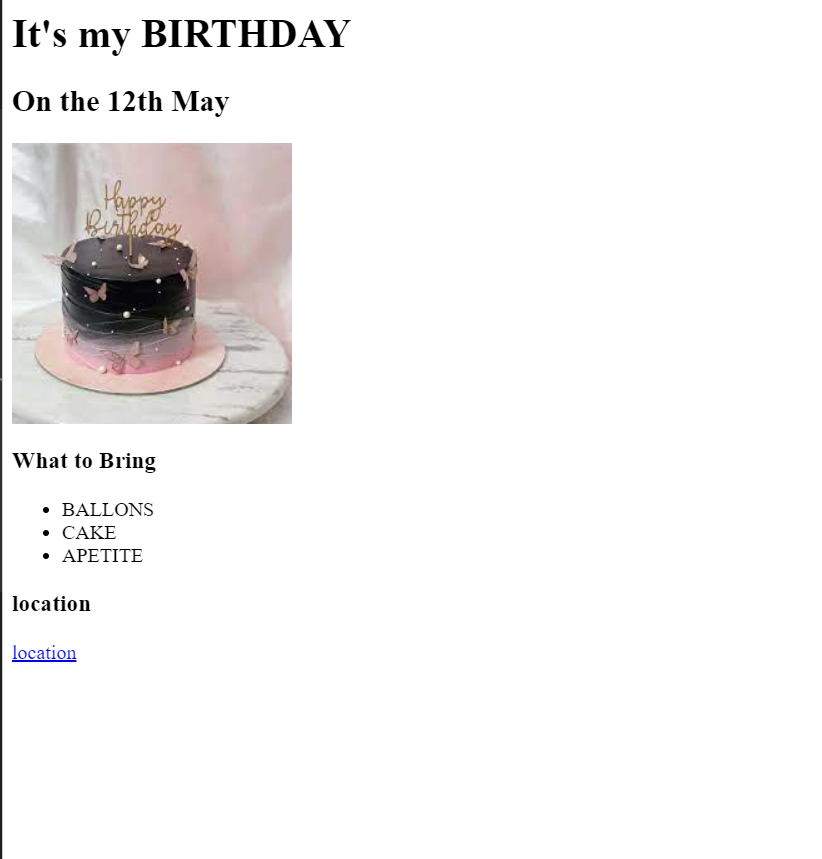 It's my BIRTHDAY
On the 12th May
Happy
Birthday
What to Bring
BALLONS
CAKE
APETITE
location
location